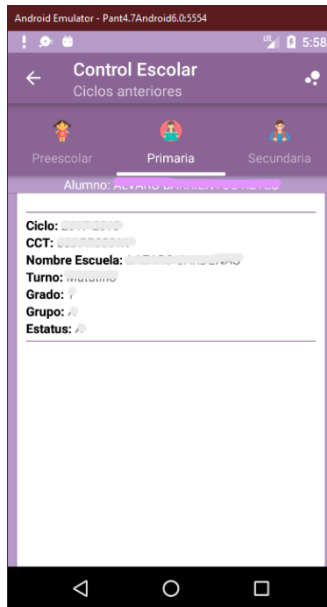 Android Emulator - Pant4.7Android6.0:5554
5:58
Control Escolar
Ciclos anteriores
Preescolar
Primaria
Secundaria
Alumno:
Ciclo:
CCT:
Nombre Escuela:
Turno:
Grado:
Grupo:
Estatus: